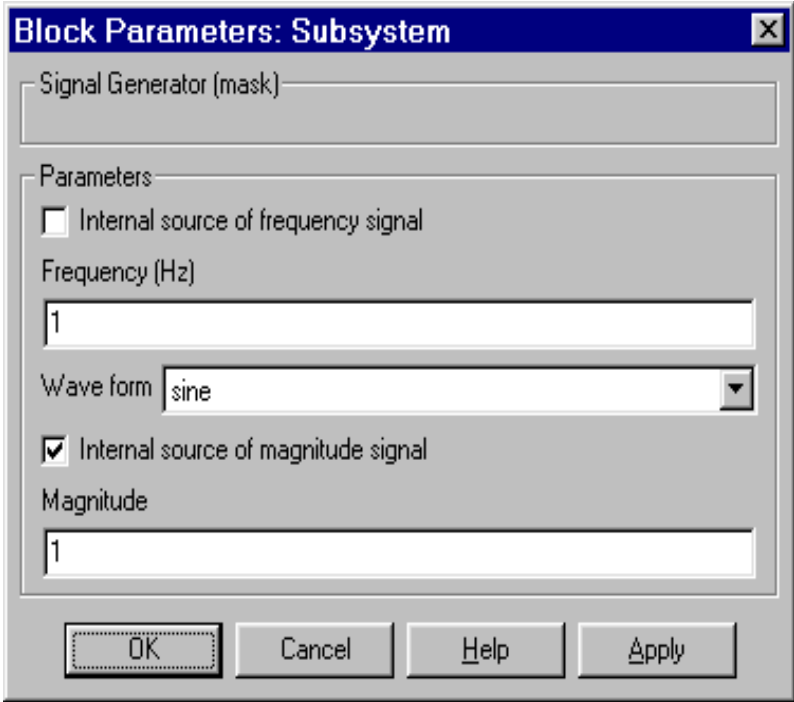 Block Parameters: Subsystem
Signal Generator (mask)
Parameters
Internal source of frequency signal
Frequency (Hz)
1
Wave form sine
Internal source of magnitude signal
Magnitude
1
OK Cancel Help Apply